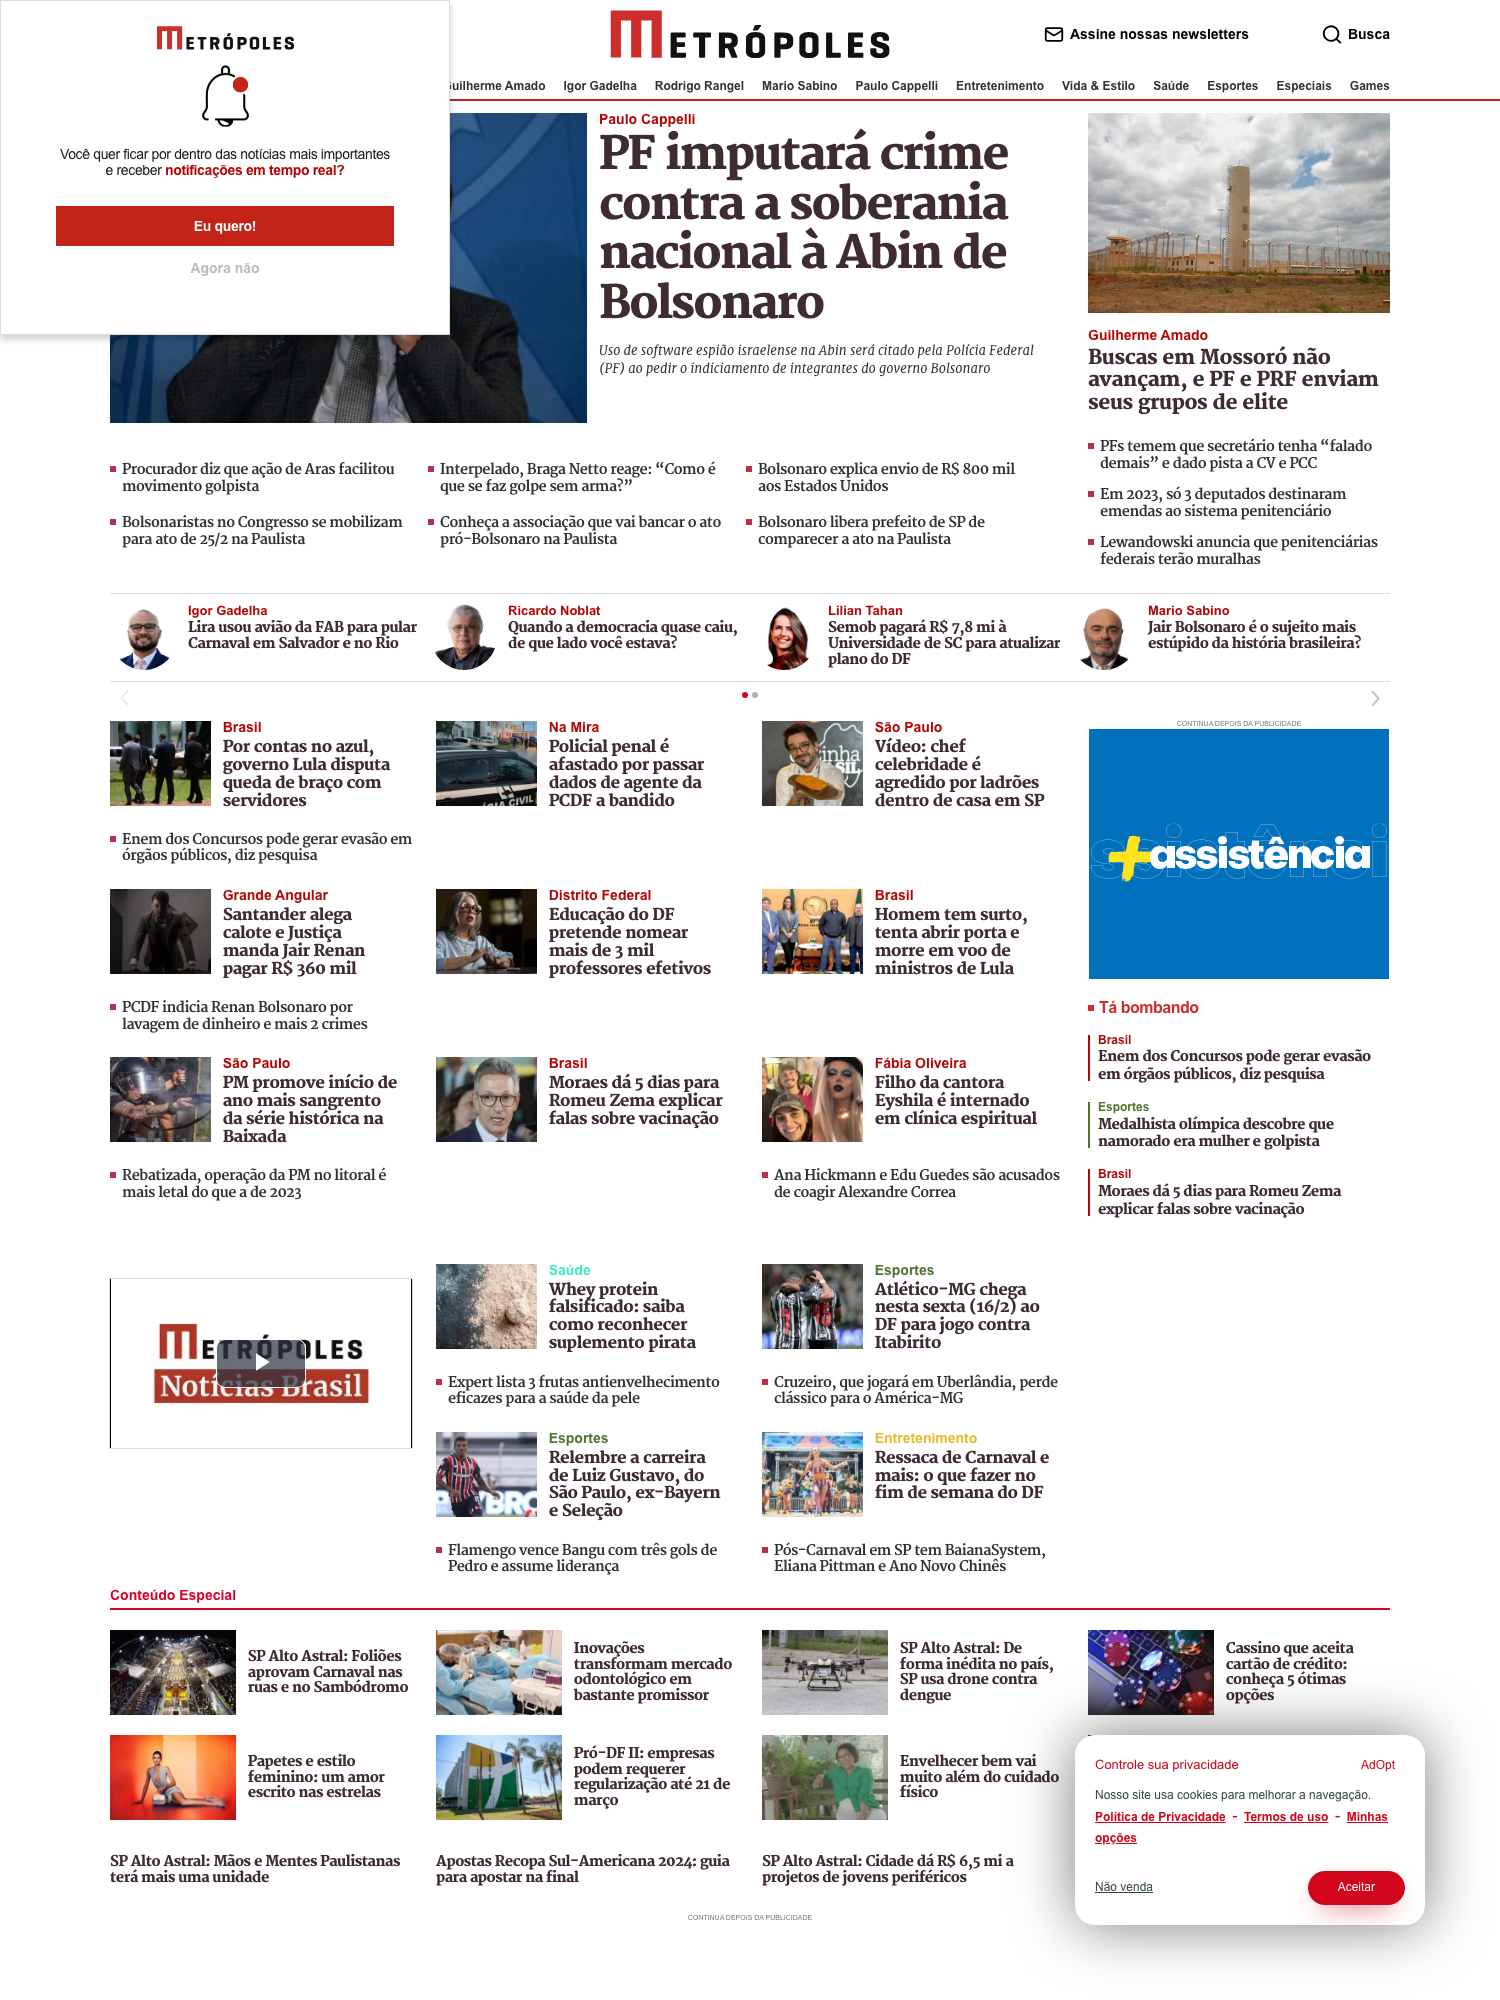 METRÓPOLES
Você quer ficar por dentro das notícias mais importantes
e receber notificações em tempo real?
Eu quero!
Agora não
METRÓPOLES
Assine nossas newsletters
Busca
Guilherme Amado Igor Gadelha Rodrigo Rangel Mario Sabino Paulo Cappelli Entretenimento Vida & Estilo Saúde Esportes Especiais Games
Paulo Cappelli
PF imputará crime
contra a soberania
nacional à Abin de
Bolsonaro
Uso de software espião israelense na Abin será citado pela Polícia Federal
(PF) ao pedir o indiciamento de integrantes do governo Bolsonaro
Guilherme Amado
Buscas em Mossoró não
avançam, e PF e PRF enviam
seus grupos de elite
PFs temem que secretário tenha “falado
demais” e dado pista a CV e PCC
Em 2023, só 3 deputados destinaram
emendas ao sistema penitenciário
Lewandowski anuncia que penitenciárias
federais terão muralhas
Procurador diz que ação de Aras facilitou
movimento golpista
Interpelado, Braga Netto reage: “Como é
que se faz golpe sem arma?”
Bolsonaro explica envio de R$ 800 mil
aos Estados Unidos
Bolsonaristas no Congresso se mobilizam
para ato de 25/2 na Paulista
Conheça a associação que vai bancar o ato
pró-Bolsonaro na Paulista
Bolsonaro libera prefeito de SP de
comparecer a ato na Paulista
Igor Gadelha
Lira usou avião da FAB para pular
Carnaval em Salvador e no Rio
Ricardo Noblat
Quando a democracia quase caiu,
de que lado você estava?
Lilian Tahan
Semob pagará R$ 7,8 mi à
Universidade de SC para atualizar
plano do DF
Mario Sabino
Jair Bolsonaro é o sujeito mais
estúpido da história brasileira?
Brasil
Por contas no azul,
governo Lula disputa
queda de braço com
servidores
Enem dos Concursos pode gerar evasão em
órgãos públicos, diz pesquisa
Na Mira
Policial penal é
afastado por passar
dados de agente da
PCDF a bandido
São Paulo
Vídeo: chef
celebridade é
agredido por ladrões
dentro de casa em SP
CONTINUA DEPOIS DA PUBLICIDADE
+assistência
Grande Angular
Santander alega
calote e Justiça
manda Jair Renan
pagar R$ 360 mil
PCDF indicia Renan Bolsonaro por
lavagem de dinheiro e mais 2 crimes
Distrito Federal
Educação do DF
pretende nomear
mais de 3 mil
professores efetivos
Brasil
Homem tem surto,
tenta abrir porta e
morre em voo de
ministros de Lula
Tá bombando
Brasil
Enem dos Concursos pode gerar evasão
em órgãos públicos, diz pesquisa
Esportes
Medalhista olímpica descobre que
namorado era mulher e golpista
Brasil
Moraes dá 5 dias para Romeu Zema
explicar falas sobre vacinação
São Paulo
PM promove início de
ano mais sangrento
da série histórica na
Baixada
Rebatizada, operação da PM no litoral é
mais letal do que a de 2023
Brasil
Moraes dá 5 dias para
Romeu Zema explicar
falas sobre vacinação
Fábia Oliveira
Filho da cantora
Eyshila é internado
em clínica espiritual
Ana Hickmann e Edu Guedes são acusados
de coagir Alexandre Correa
METRÓPOLES
Notícias Brasil
Saúde
Whey protein
falsificado: saiba
como reconhecer
suplemento pirata
Expert lista 3 frutas antienvelhecimento
eficazes para a saúde da pele
Esportes
Atlético-MG chega
nesta sexta (16/2) ao
DF para jogo contra
Itabirito
Cruzeiro, que jogará em Uberlândia, perde
clássico para o América-MG
Esportes
Relembre a carreira
de Luiz Gustavo, do
São Paulo, ex-Bayern
e Seleção
Flamengo vence Bangu com três gols de
Pedro e assume liderança
Entretenimento
Ressaca de Carnaval e
mais: o que fazer no
fim de semana do DF
Pós-Carnaval em SP tem BaianaSystem,
Eliana Pittman e Ano Novo Chinês
Conteúdo Especial
SP Alto Astral: Foliões
aprovam Carnaval nas
ruas e no Sambódromo
Inovações
transformam mercado
odontológico em
bastante promissor
SP Alto Astral: De
forma inédita no país,
SP usa drone contra
dengue
Cassino que aceita
cartão de crédito:
conheça 5 ótimas
opções
Papetes e estilo
feminino: um amor
escrito nas estrelas
Pró-DF II: empresas
podem requerer
regularização até 21 de
março
Envelhecer bem vai
muito além do cuidado
físico
SP Alto Astral: Mãos e Mentes Paulistanas
terá mais uma unidade
Apostas Recopa Sul-Americana 2024: guia
para apostar na final
SP Alto Astral: Cidade dá R$ 6,5 mi a
projetos de jovens periféricos
Controle sua privacidade
AdOpt
Nosso site usa cookies para melhorar a navegação.
Política de Privacidade - Termos de uso - Minhas
opções
Não venda
Aceitar
CONTINUA DEPOIS DA PUBLICIDADE